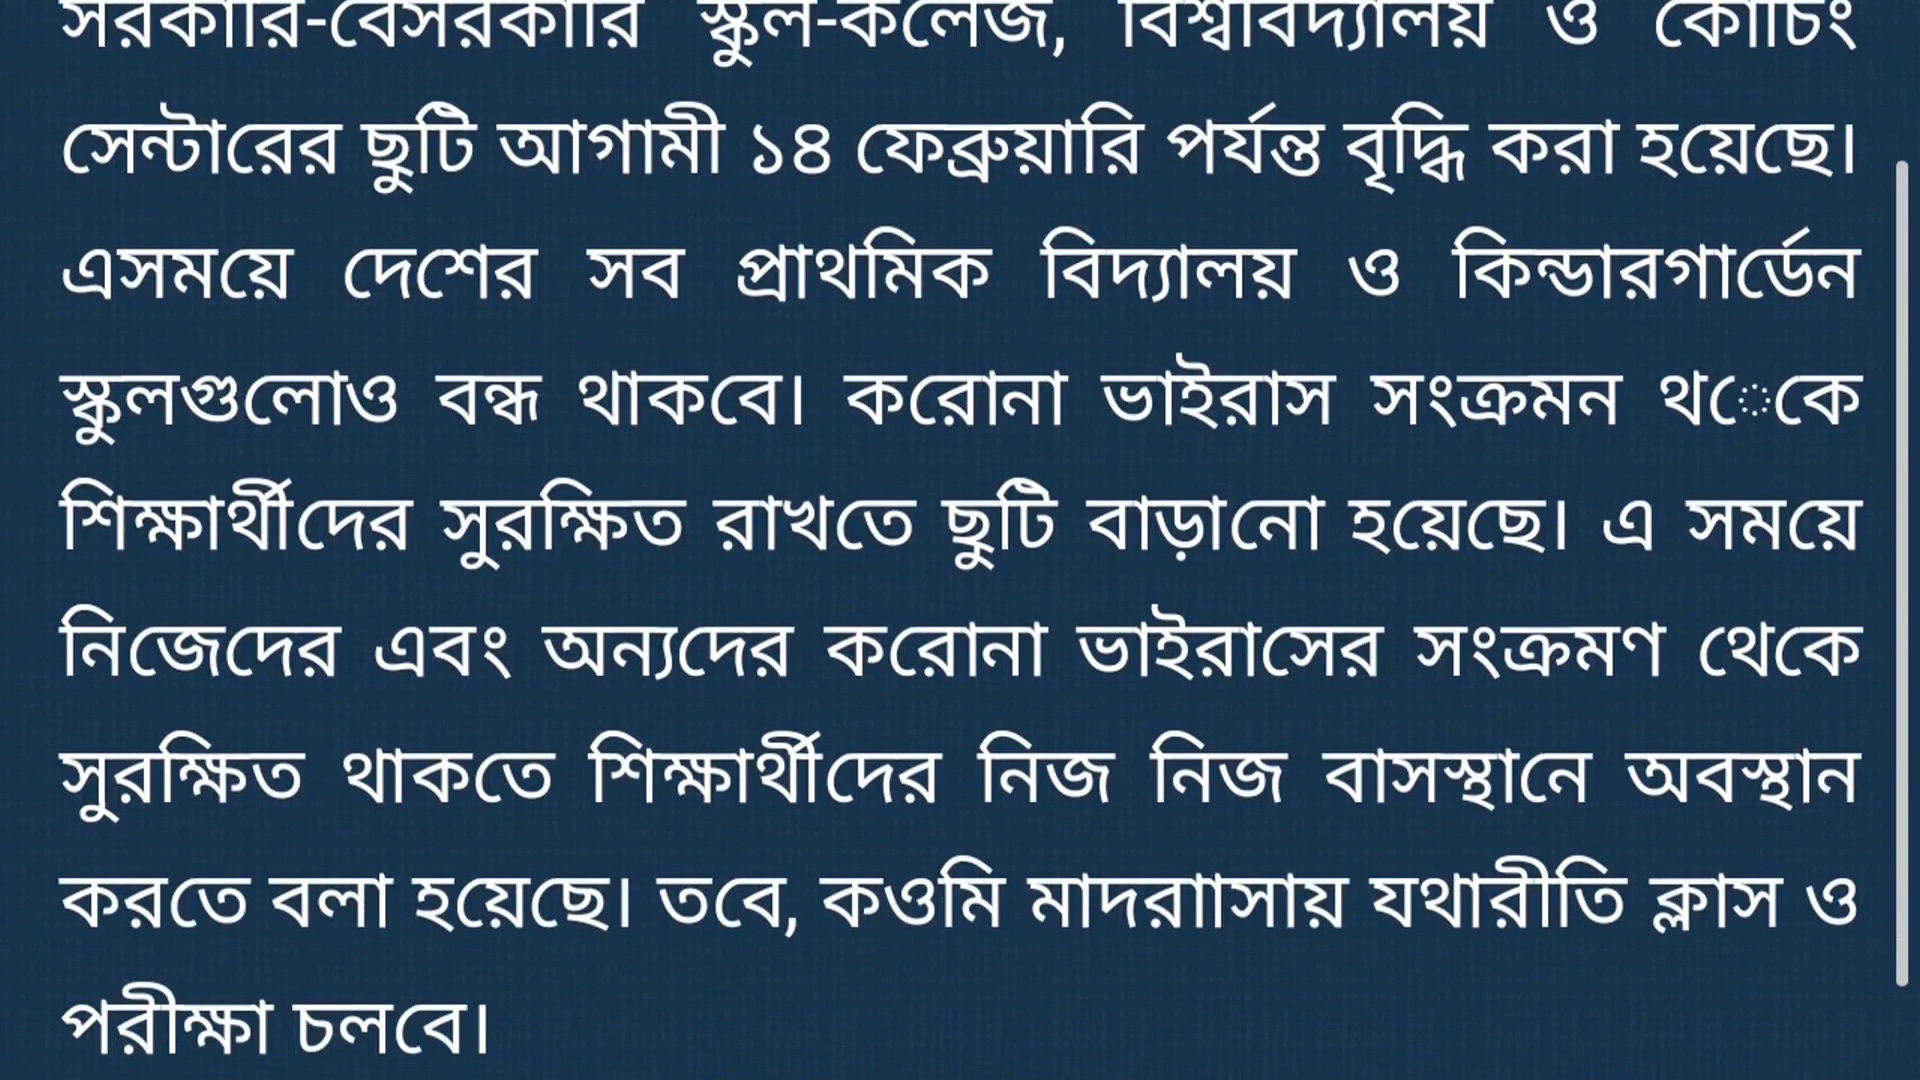 সরকারি-বেসরকারি স্কুল-কলেজ, বিশ্ববিদ্যালয় ও কোচিং
সেন্টারের ছুটি আগামী ১৪ ফেব্রুয়ারি পর্যন্ত বৃদ্ধি করা হয়েছে।
এসময়ে দেশের সব প্রাথমিক বিদ্যালয় ও কিন্ডারগার্ডেন
স্কুলগুলোও বন্ধ থাকবে। করোনা ভাইরাস সংক্রমন থেেকে
শিক্ষার্থীদের সুরক্ষিত রাখতে ছুটি বাড়ানো হয়েছে। এ সময়ে
নিজেদের এবং অন্যদের করোনা ভাইরাসের সংক্রমণ থেকে
সুরক্ষিত থাকতে শিক্ষার্থীদের নিজ নিজ বাসস্থানে অবস্থান
করতে বলা হয়েছে। তবে, কওমি মাদরাাসায় যথারীতি ক্লাস ও
পরীক্ষা চলবে।